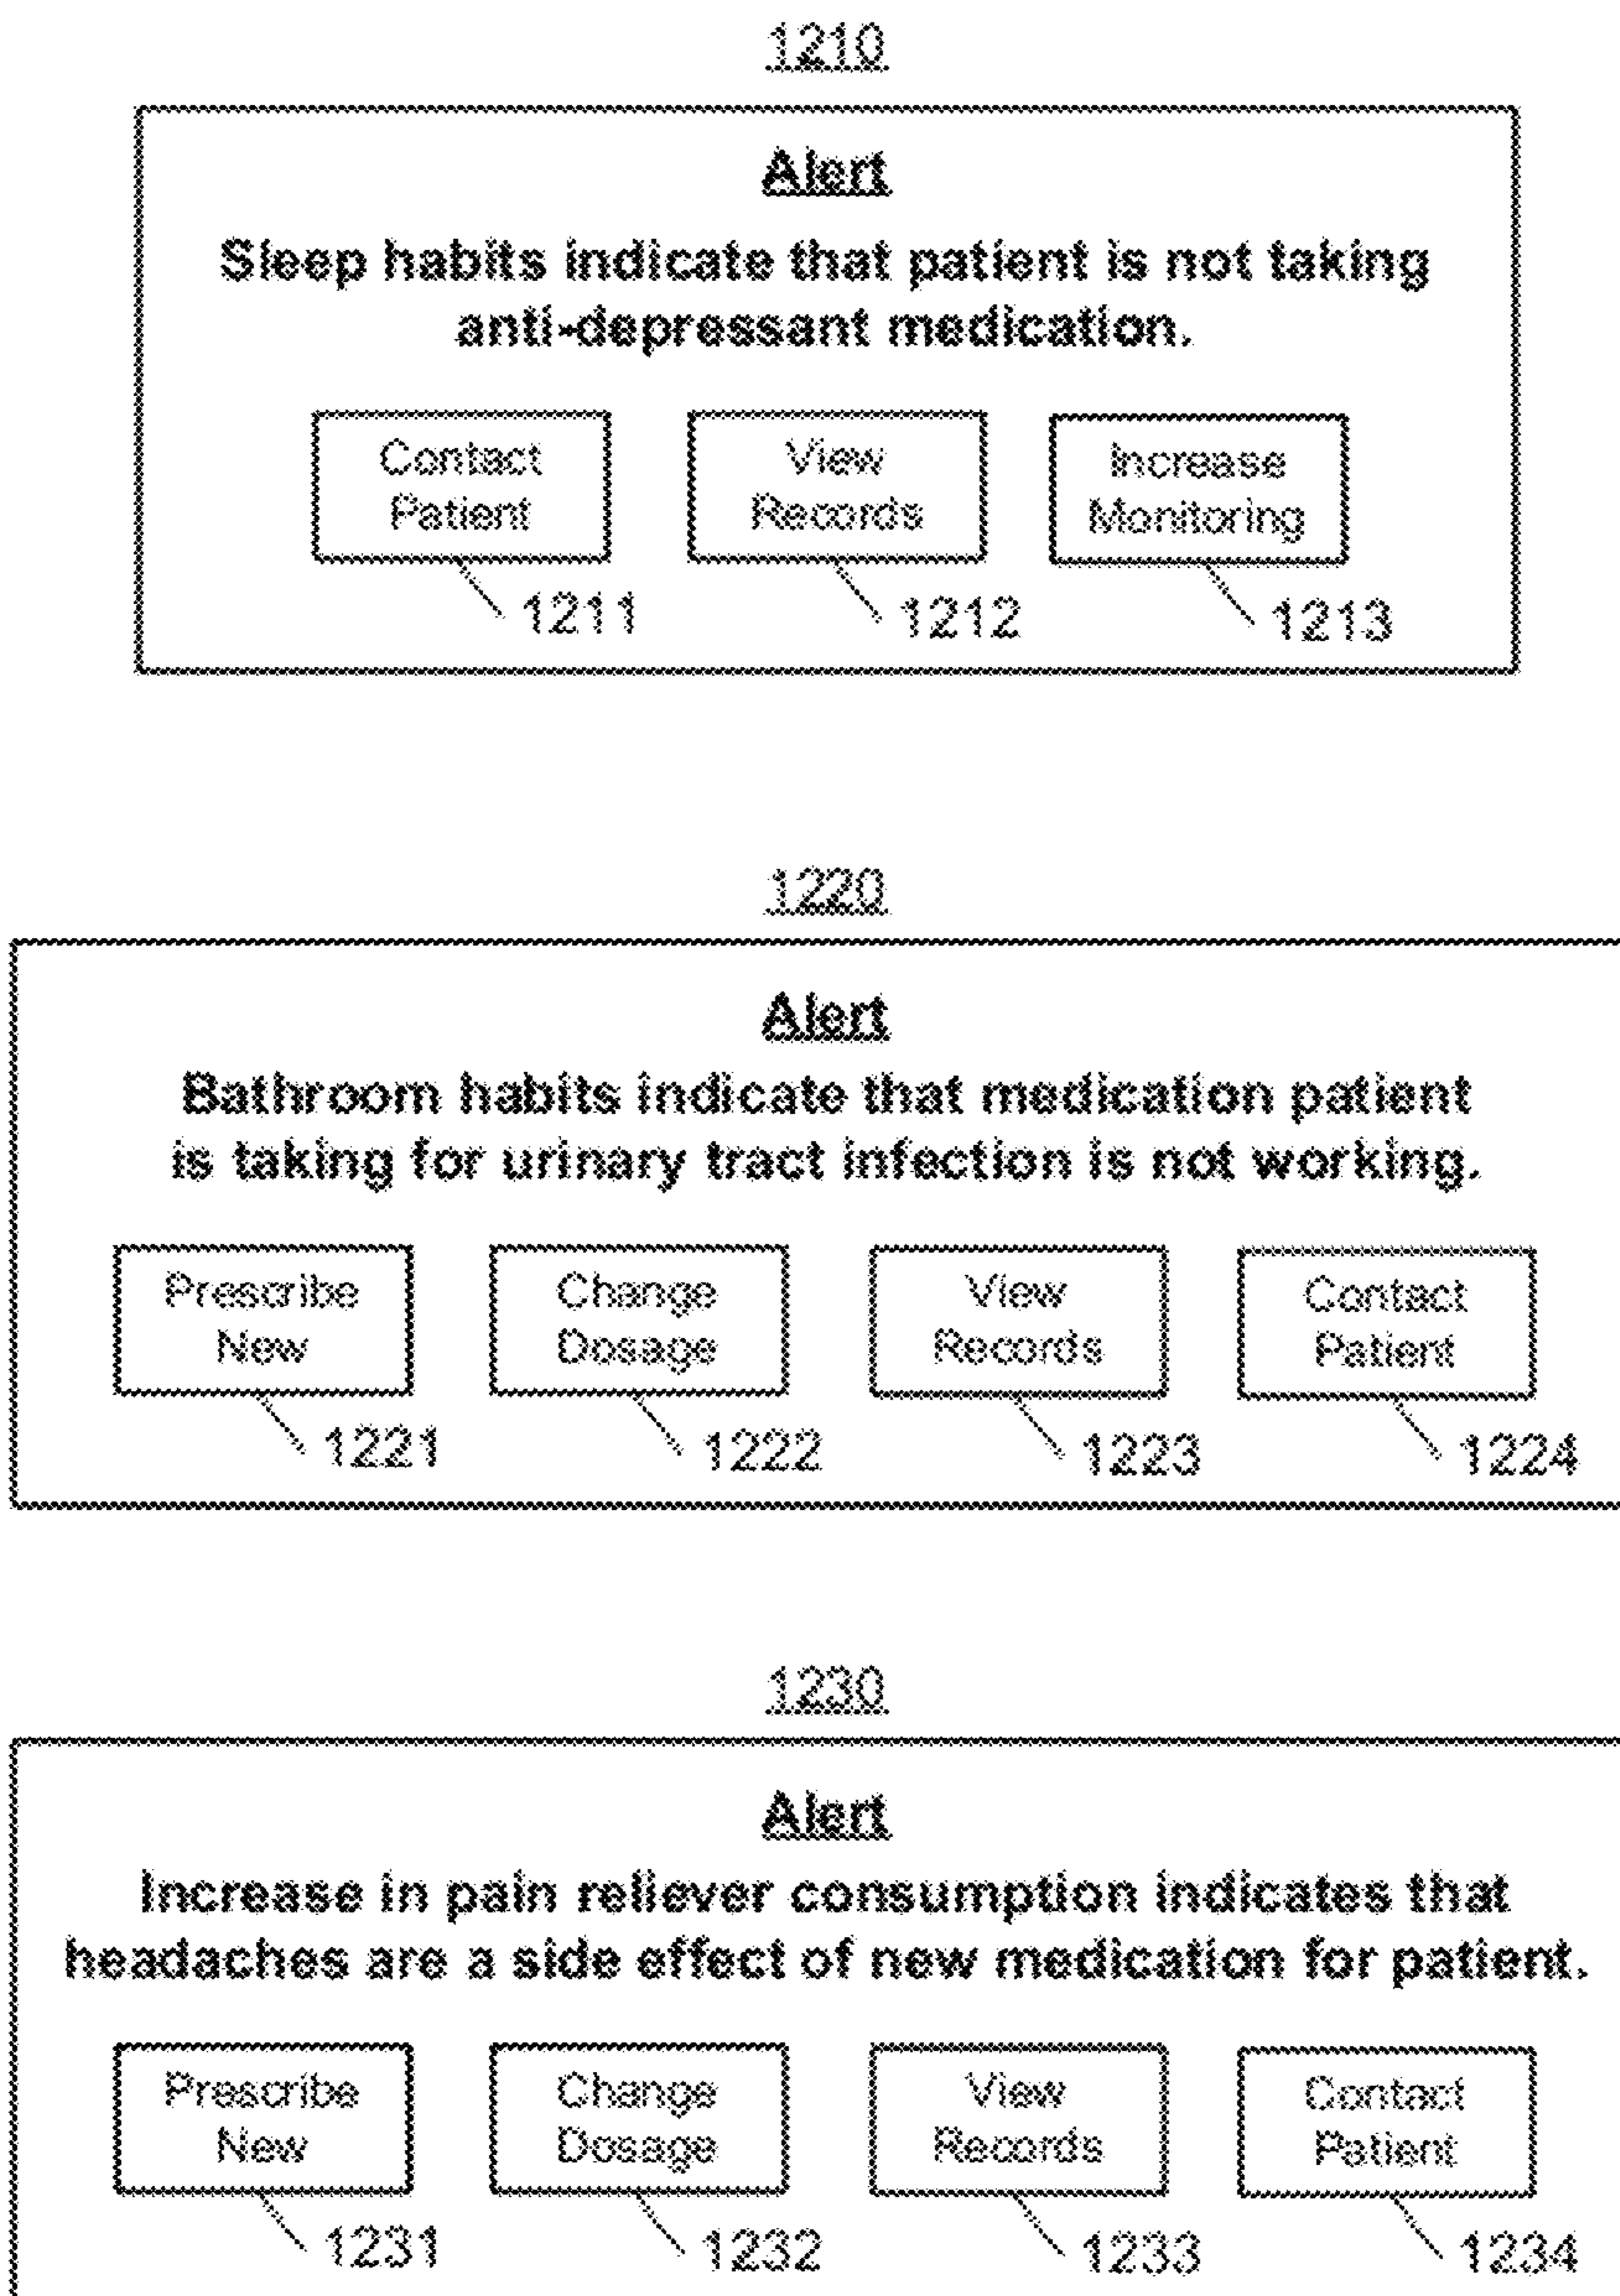 1210
Alert
Sleep habits indicate that patient is not taking
anti-depressant medication.
Contact
Patient
View
Records
Increase
Monitoring
1211
1212
1213
1220
Alert
Bathroom habits indicate that medication patient
is taking for urinary tract infection is not working.
Prescribe
New
Change
Dosage
View
Records
Contact
Patient
1221
1222
1223
1224
1230
Alert
Increase in pain reliever consumption indicates that
headaches are a side effect of new medication for patient.
Prescribe
New
Change
Dosage
View
Records
Contact
Patient
1231
1232
1233
1234